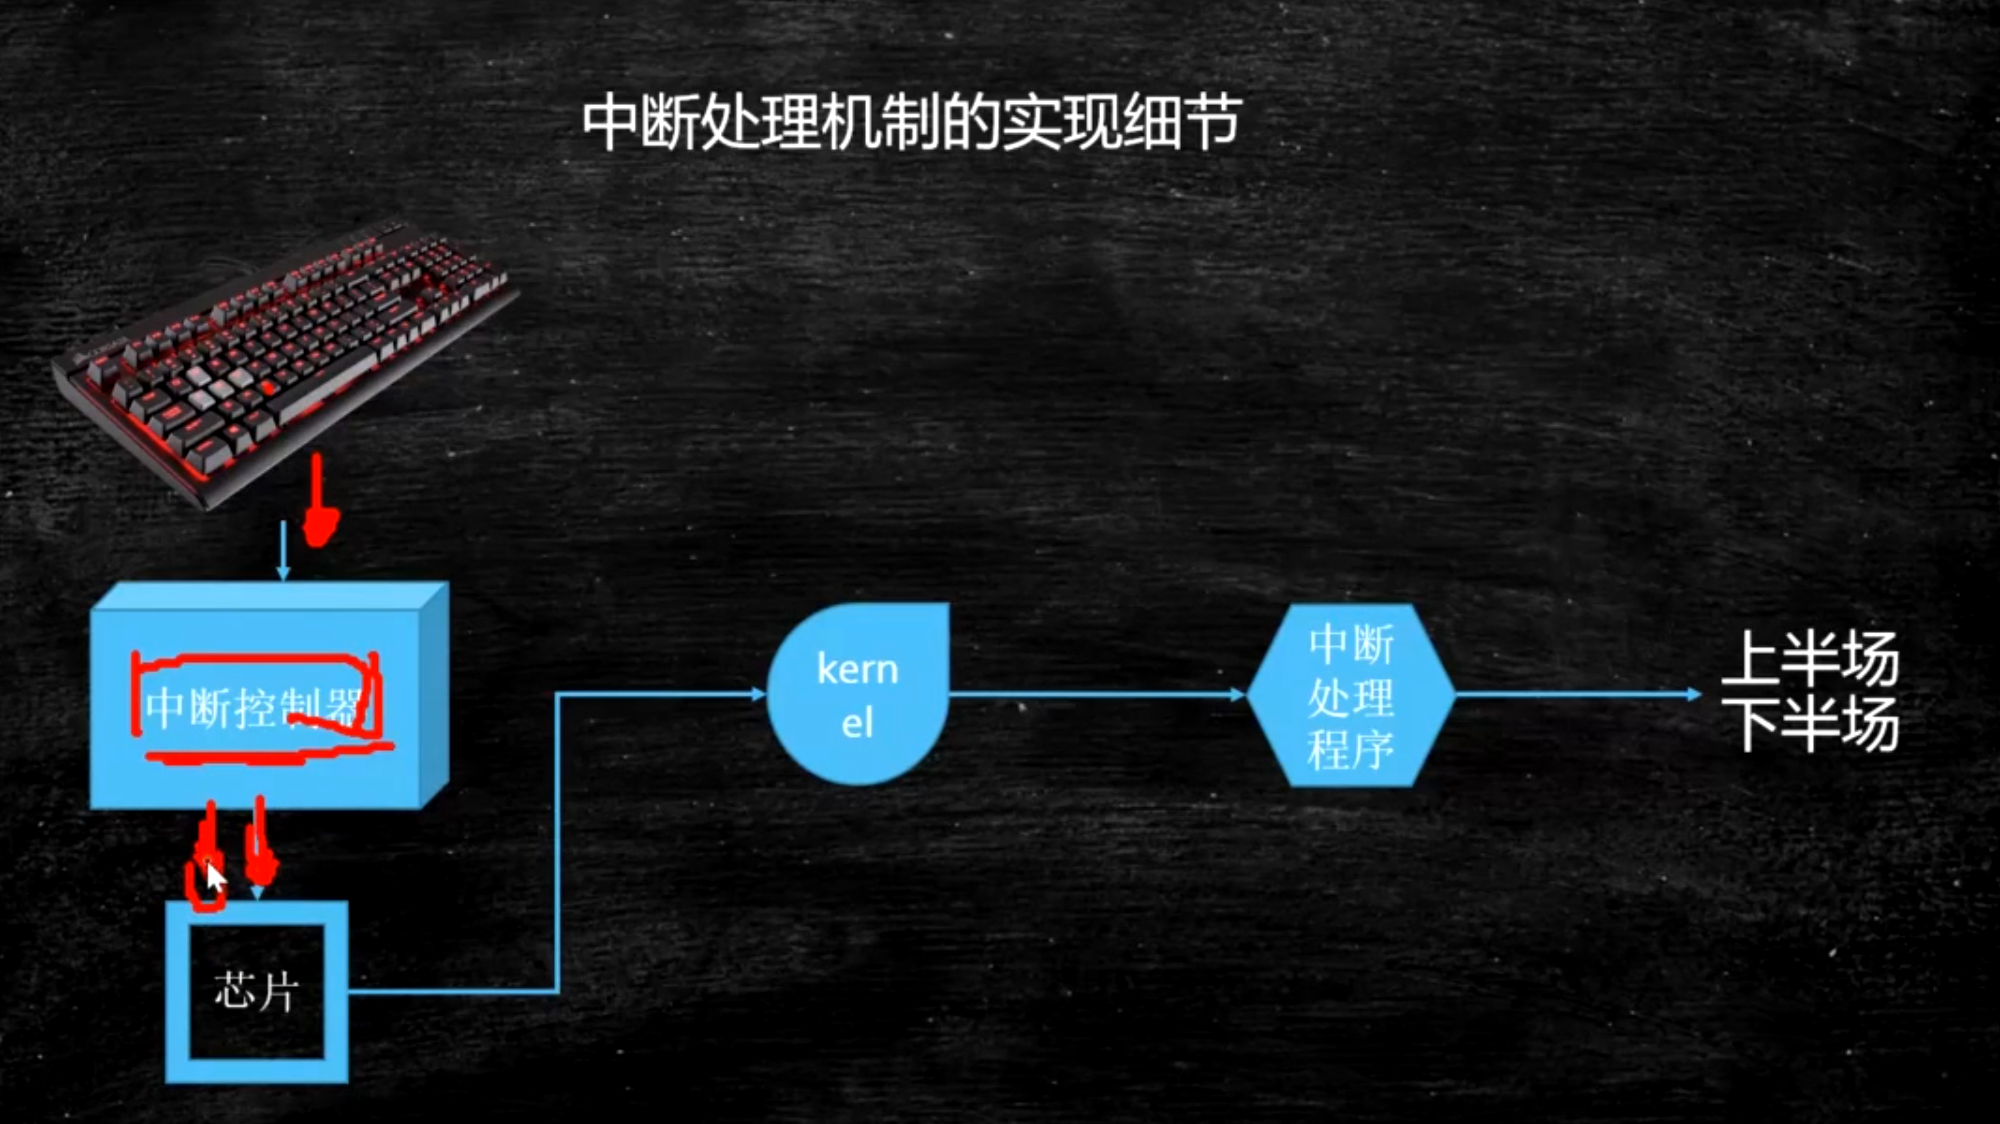 中断处理机制的实现细节
中断控制器
芯片
kern
el
中断
处理
程序
上半场
下半场